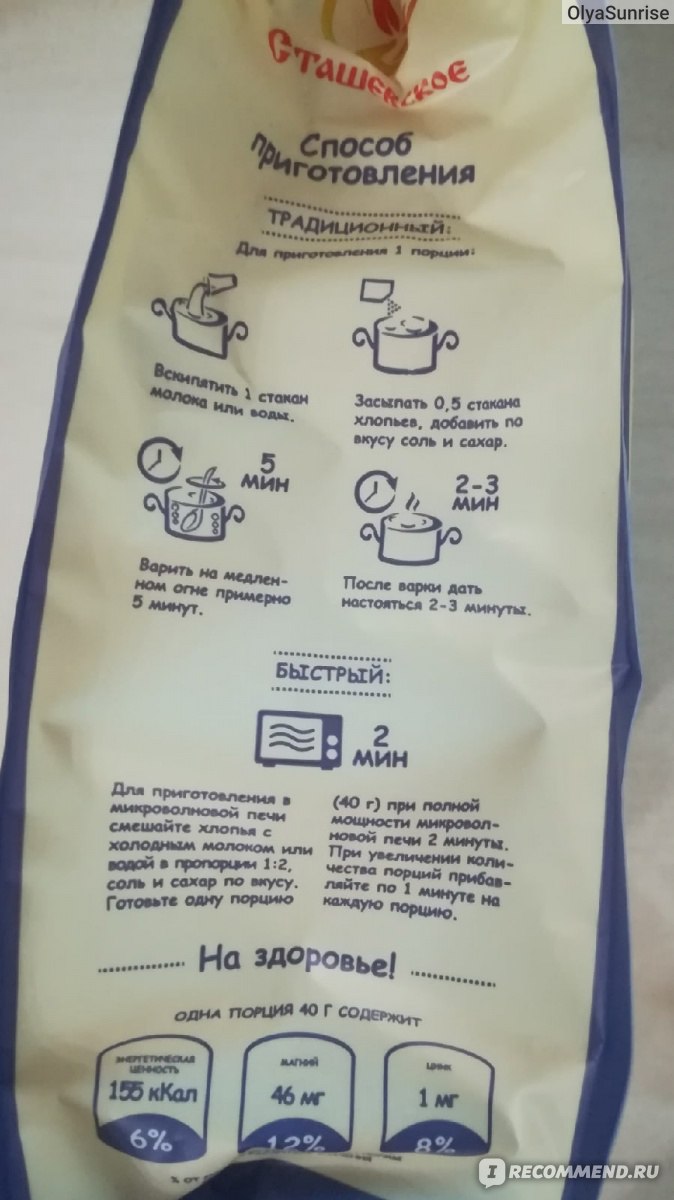 OlyaSunrise
Сташевское
Способ
приготовления
ТРАДИЦИОННЫЙ:
Для приготовления 1 порции:
Вскипятить 1 стакан
молока или воды.
Засыпать 0,5 стакана
хлопьев, добавить по
вкусу соль и сахар.
5
МИН
Варить на медлен-
ном огне примерно
5 минут.
2-3
МИН
После варки дать
настояться 2-3 минуты.
БЫСТРЫЙ:
2
МИН
Для приготовления в
микроволновой печи
смешайте хлопья с
холодным молоком или
водой в пропорции 1:2,
соль и сахар по вкусу.
Готовьте одну порцию
(40 г) при полной
мощности микровол-
новой печи 2 минуты.
При увеличении коли-
чества порций прибав-
ляйте по 1 минуте на
каждую порцию.
На здоровье!
ОДНА ПОРЦИЯ 40 Г СОДЕРЖИТ
ЭНЕРГЕТИЧЕСКАЯ
ЦЕННОСТЬ
155 кКал
6%
МАГНИЙ
46 мг
12%
ЦИНК
1 мг
8%
% от
IRECOMMEND.RU